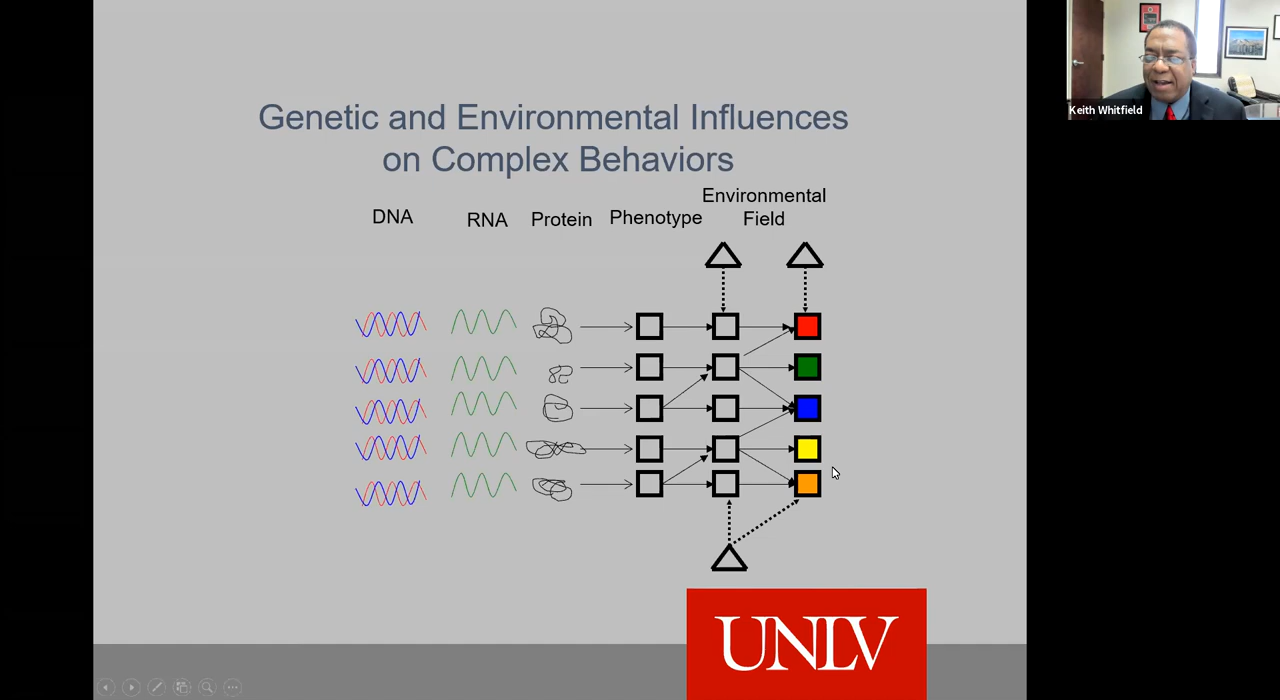 Genetic and Environmental Influences
on Complex Behaviors
DNA
RNA
Protein
Phenotype
Environmental
Field
UNLV
Keith Whitfield